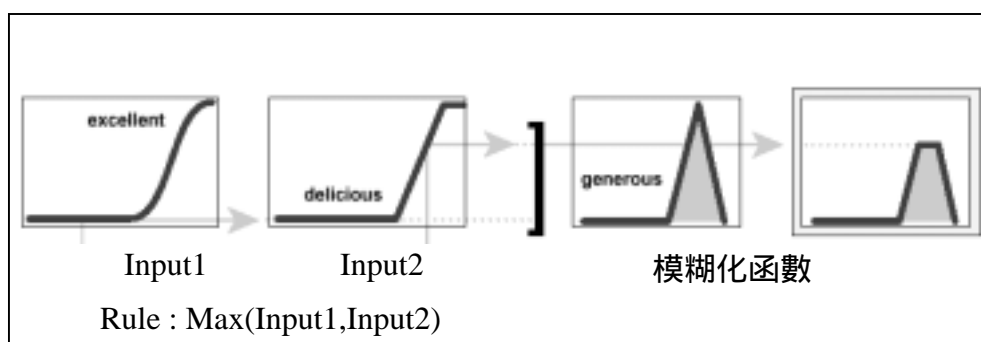 excellent
delicious
generous
Input1 Input2 模糊化函數
Rule : Max(Input1,Input2)